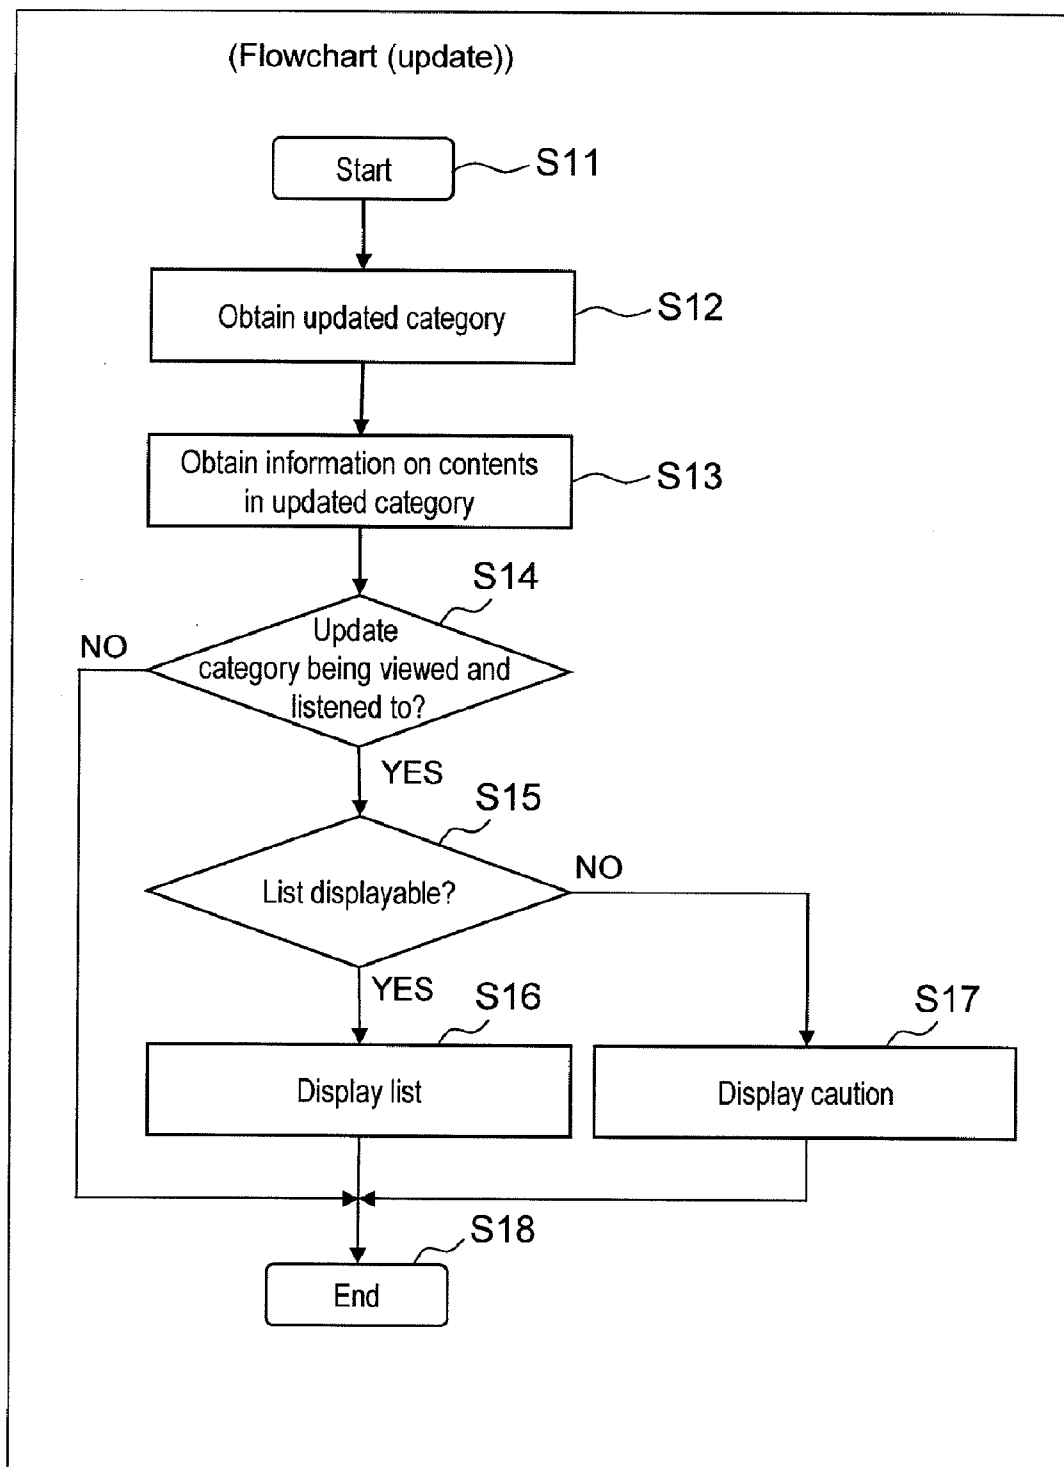 (Flowchart (update))
Start
S11
Obtain updated category
S12
Obtain information on contents
in updated category
S13
S14
Update
category being viewed and
listened to?
NO
YES
S15
List displayable?
NO
YES
S16
Display list
S17
Display caution
S18
End